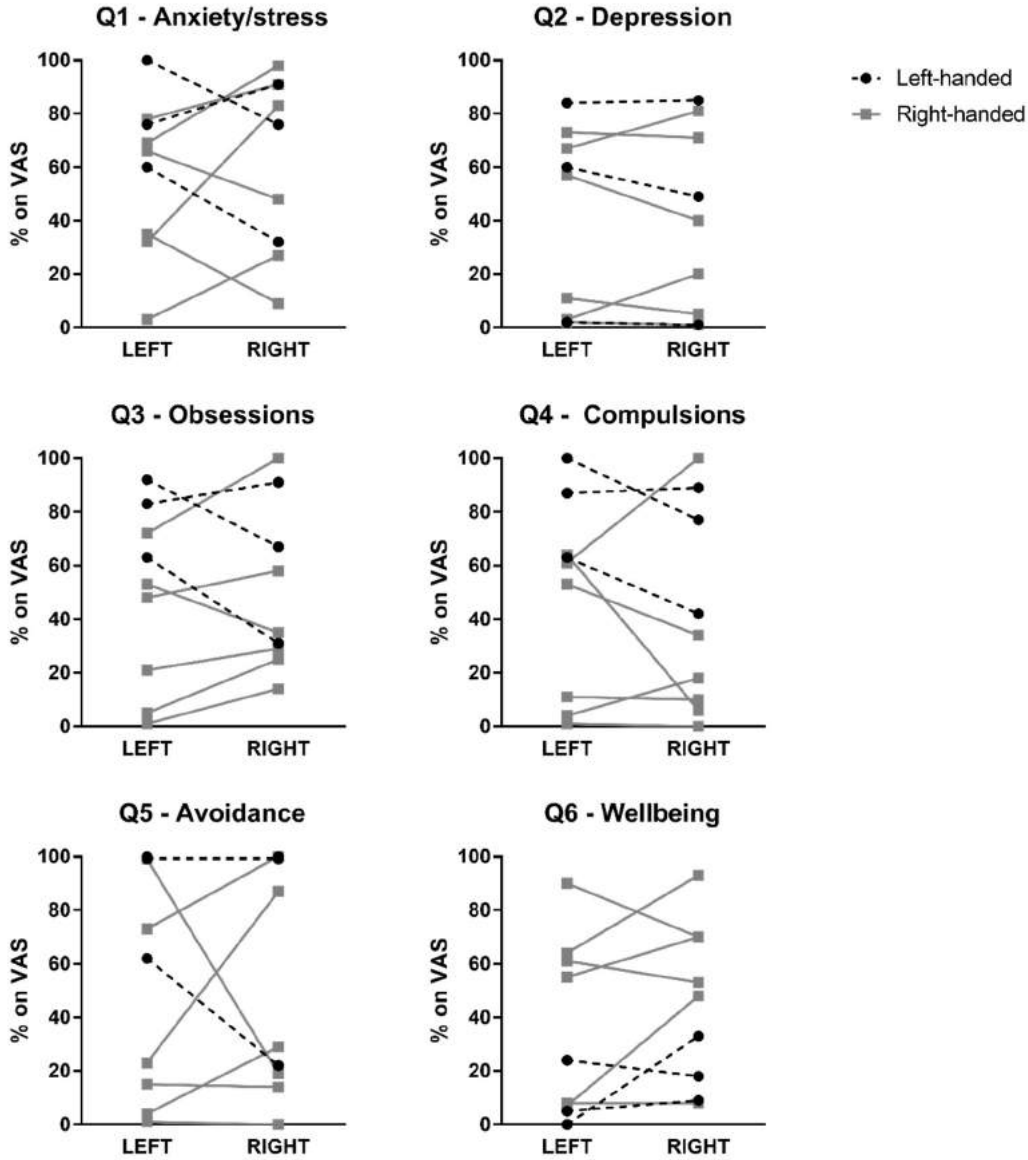 Q1 - Anxiety/stress
% on VAS
100
80
60
40
20
0
LEFT RIGHT
Q2 - Depression
% on VAS
100
80
60
40
20
0
LEFT RIGHT
Left-handed
Right-handed
Q3 - Obsessions
% on VAS
100
80
60
40
20
0
LEFT RIGHT
Q4 - Compulsions
% on VAS
100
80
60
40
20
0
LEFT RIGHT
Q5 - Avoidance
% on VAS
100
80
60
40
20
0
LEFT RIGHT
Q6 - Wellbeing
% on VAS
100
80
60
40
20
0
LEFT RIGHT